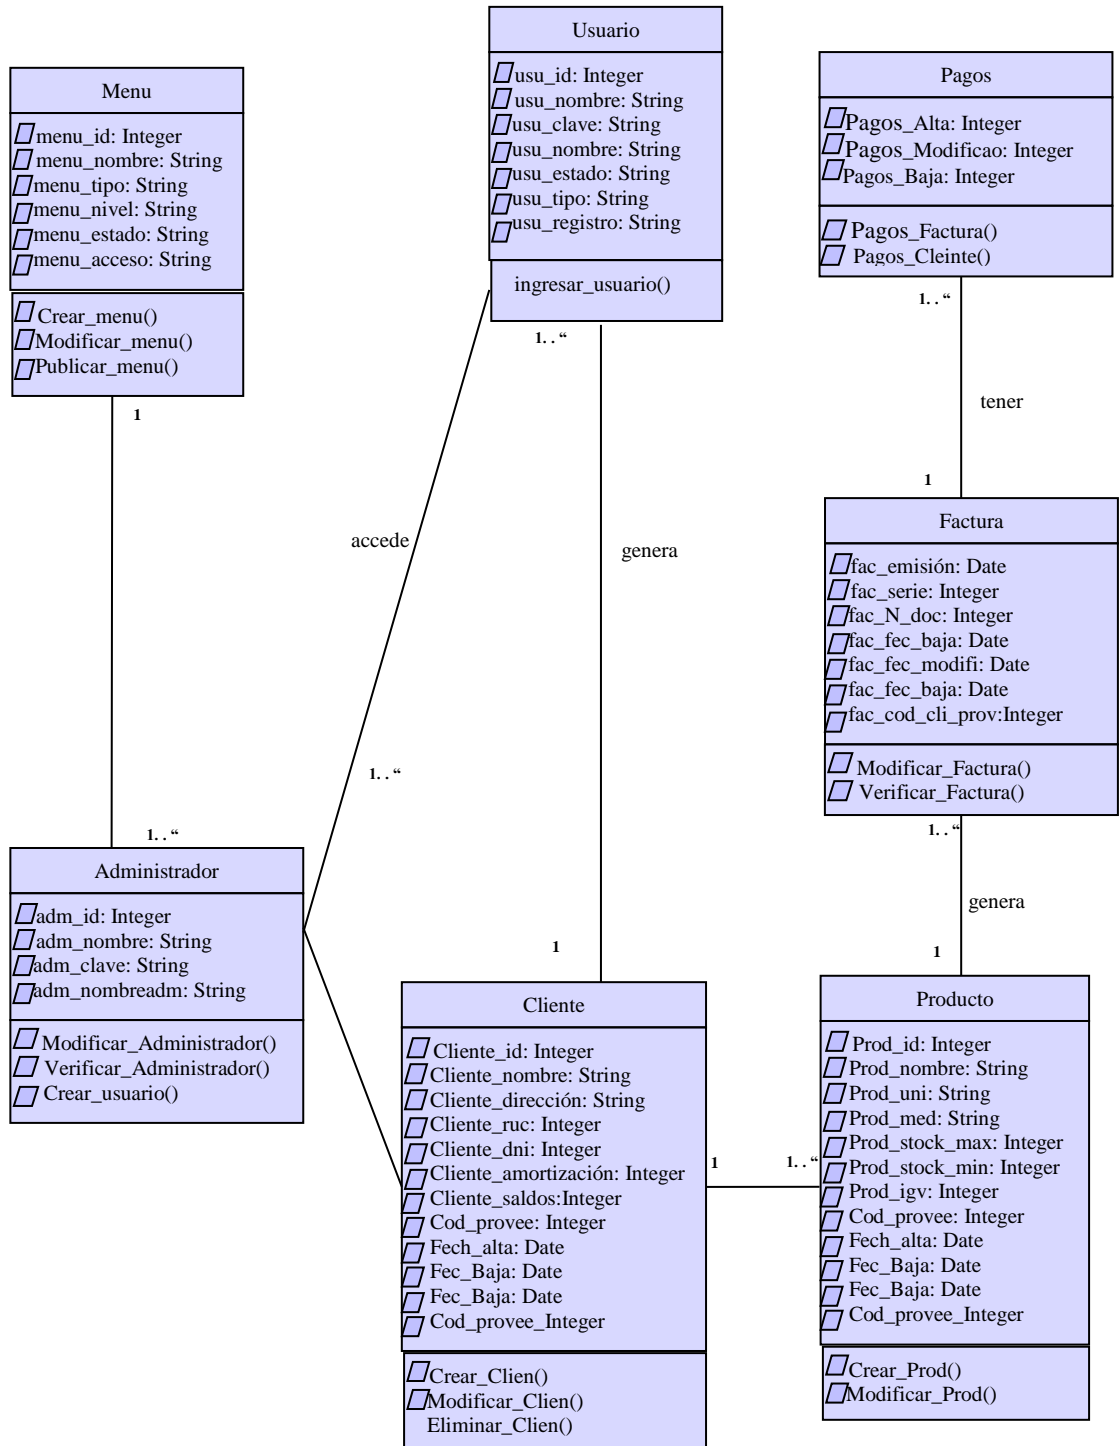 Usuario
usu_id: Integer
usu_nombre: String
usu_clave: String
usu_nombre: String
usu_estado: String
usu_tipo: String
usu_registro: String
ingresar_usuario()
1. . “
Menu
menu_id: Integer
menu_nombre: String
menu_tipo: String
menu_nivel: String
menu_estado: String
menu_acceso: String
Crear_menu()
Modificar_menu()
Publicar_menu()
1
Pagos
Pagos_Alta: Integer
Pagos_Modificao: Integer
Pagos_Baja: Integer
Pagos_Factura()
Pagos_Cleinte()
1. . “
tener
1
Factura
fac_emisión: Date
fac_serie: Integer
fac_N_doc: Integer
fac_fec_baja: Date
fac_fec_modifi: Date
fac_fec_baja: Date
fac_cod_cli_prov:Integer
Modificar_Factura()
Verificar_Factura()
1. . “
accede
genera
1. . “
1. . “
Administrador
adm_id: Integer
adm_nombre: String
adm_clave: String
adm_nombreadm: String
Modificar_Administrador()
Verificar_Administrador()
Crear_usuario()
genera
1
1
Cliente
Cliente_id: Integer
Cliente_nombre: String
Cliente_dirección: String
Cliente_ruc: Integer
Cliente_dni: Integer
Cliente_amortización: Integer
Cliente_saldos:Integer
Cod_provee: Integer
Fech_alta: Date
Fec_Baja: Date
Fec_Baja: Date
Cod_provee_Integer
Crear_Clien()
Modificar_Clien()
Eliminar_Clien()
1
1. . “
Producto
Prod_id: Integer
Prod_nombre: String
Prod_uni: String
Prod_med: String
Prod_stock_max: Integer
Prod_stock_min: Integer
Prod_igv: Integer
Cod_provee: Integer
Fech_alta: Date
Fec_Baja: Date
Fec_Baja: Date
Cod_provee_Integer
Crear_Prod()
Modificar_Prod()